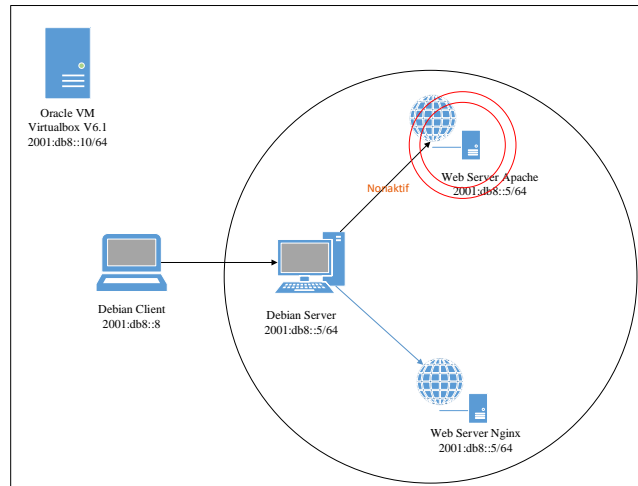 Oracle VM
Virtualbox V6.1
2001:db8::10/64
Nonaktif
Web Server Apache
2001:db8::5/64
Debian Client
2001:db8::8
Debian Server
2001:db8::5/64
Web Server Nginx
2001:db8::5/64